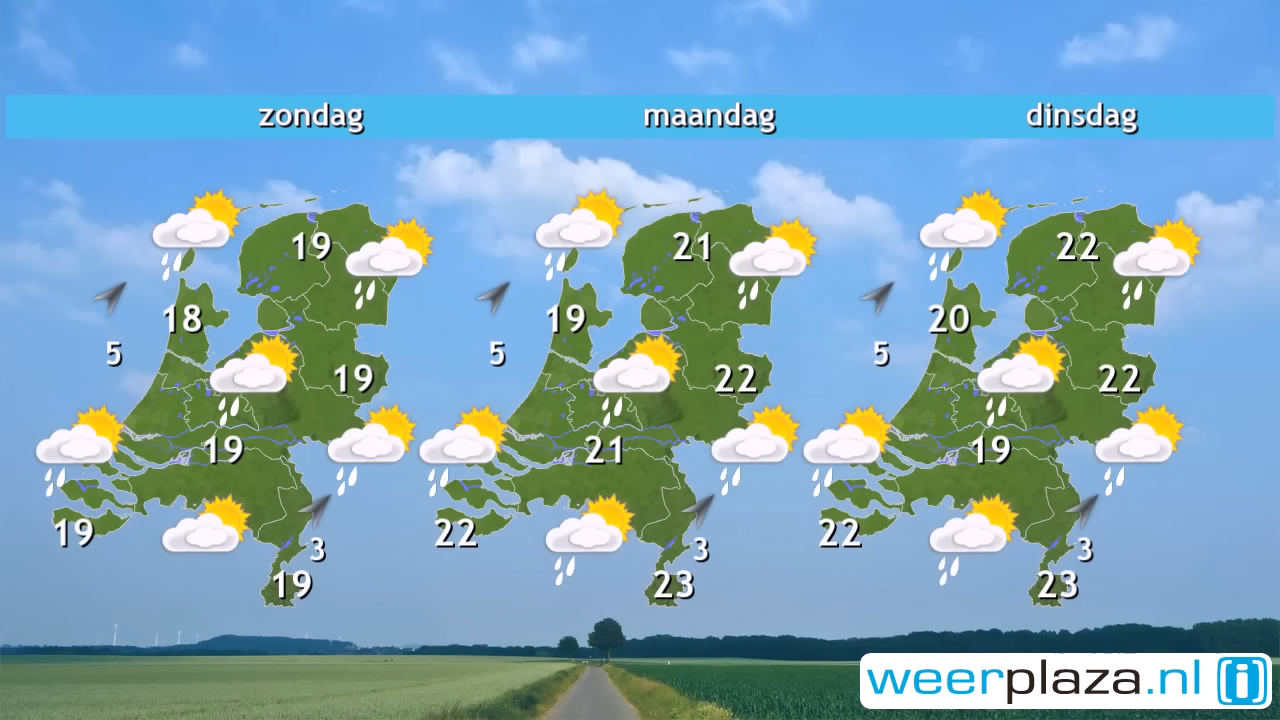 zondag maandag dinsdag
19 21 22
18 19 20
5 5 5
19 22 22
19 21 19
19 22 22
3 3 3
19 23 23
weerplaza.nl